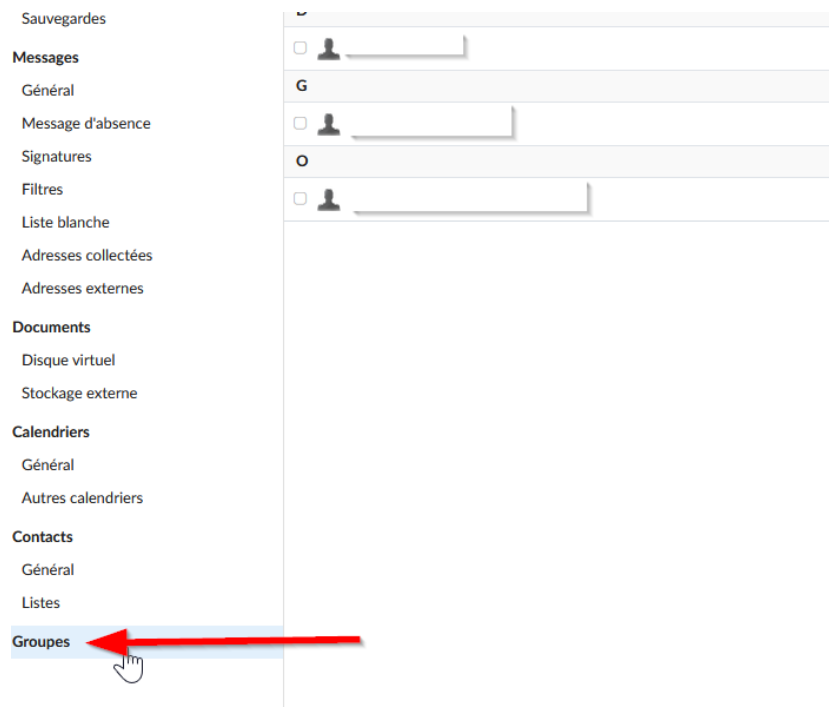 Sauvegardes
Messages
Général
Message d'absence
Signatures
Filtres
Liste blanche
Adresses collectées
Adresses externes
Documents
Disque virtuel
Stockage externe
Calendriers
Général
Autres calendriers
Contacts
Général
Listes
Groupes
G
O